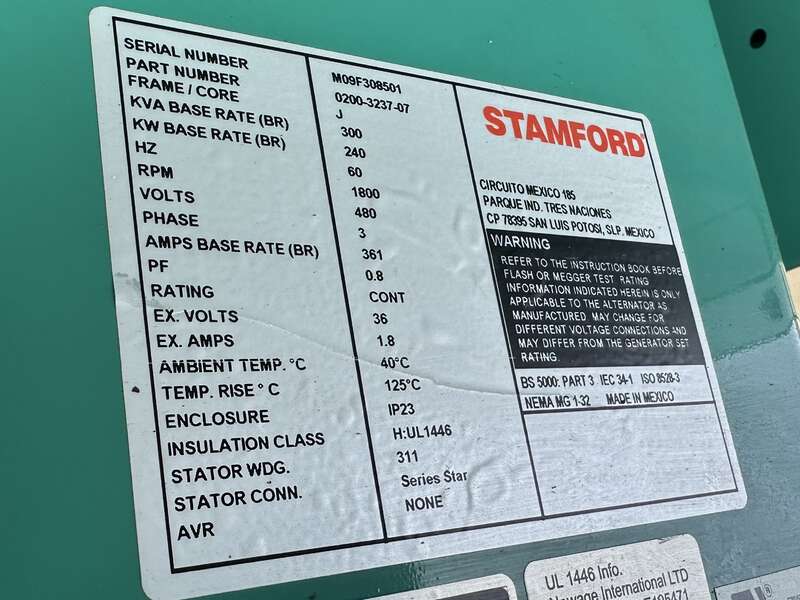 SERIAL NUMBER M09F308501
PART NUMBER 0200-3237-07
FRAME / CORE J
KVA BASE RATE (BR) 300
KW BASE RATE (BR) 240
HZ 60
RPM 1800
VOLTS 480
PHASE 3
AMPS BASE RATE (BR) 361
PF 0.8
RATING CONT
EX. VOLTS 36
EX. AMPS 1.8
AMBIENT TEMP. °C 40°C
TEMP. RISE ° C 125°C
ENCLOSURE IP23
INSULATION CLASS H:UL1446
STATOR WDG. 311
STATOR CONN. Series Star
AVR NONE
STAMFORD
CIRCUITO MEXICO 185
PARQUE IND. TRES NACIONES
CP 78395 SAN LUIS POTOSI, SLP. MEXICO
WARNING
REFER TO THE INSTRUCTION BOOK BEFORE
FLASH OR MEGGER TEST. RATING
INFORMATION INDICATED HEREIN IS ONLY
APPLICABLE TO THE ALTERNATOR AS
MANUFACTURED. MAY CHANGE FOR
DIFFERENT VOLTAGE CONNECTIONS AND
MAY DIFFER FROM THE GENERATOR SET
RATING.
BS 5000: PART 3 IEC 34-1 ISO 8528-3
NEMA MG 1-32 MADE IN MEXICO
UL 1446 Info.
Newage International LTD